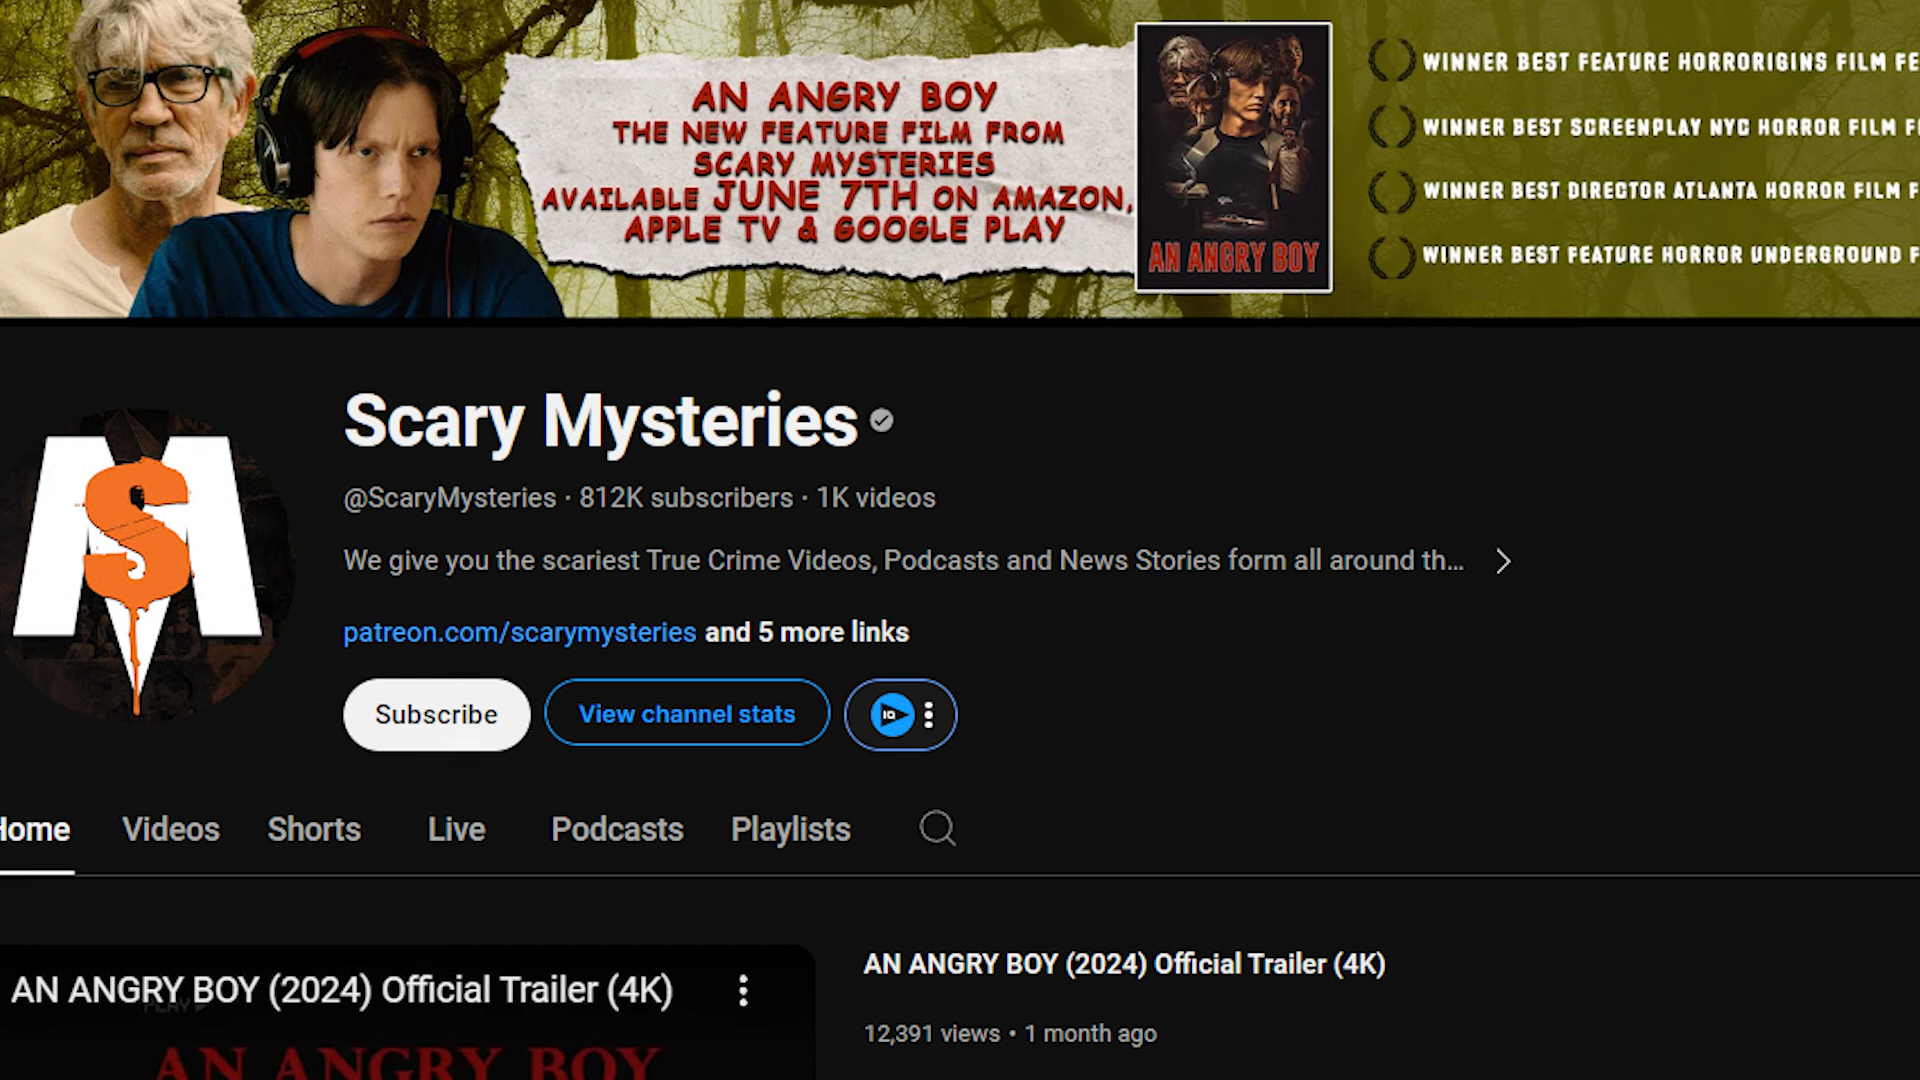 AN ANGRY BOY
THE NEW FEATURE FILM FROM
SCARY MYSTERIES
AVAILABLE JUNE 7TH ON AMAZON,
APPLE TV & GOOGLE PLAY
AN ANGRY BOY
WINNER BEST FEATURE HORRORIGINS FILM FE
WINNER BEST SCREENPLAY NYC HORROR FILM F
WINNER BEST DIRECTOR ATLANTA HORROR FILM F
WINNER BEST FEATURE HORROR UNDERGROUND F
MS
Scary Mysteries
@ScaryMysteries · 812K subscribers · 1K videos
We give you the scariest True Crime Videos, Podcasts and News Stories form all around th...
patreon.com/scarymysteries and 5 more links
Subscribe View channel stats IQ
Home Videos Shorts Live Podcasts Playlists
AN ANGRY BOY (2024) Official Trailer (4K)
PLAY
AN ANGRY BOY
AN ANGRY BOY (2024) Official Trailer (4K)
12,391 views • 1 month ago